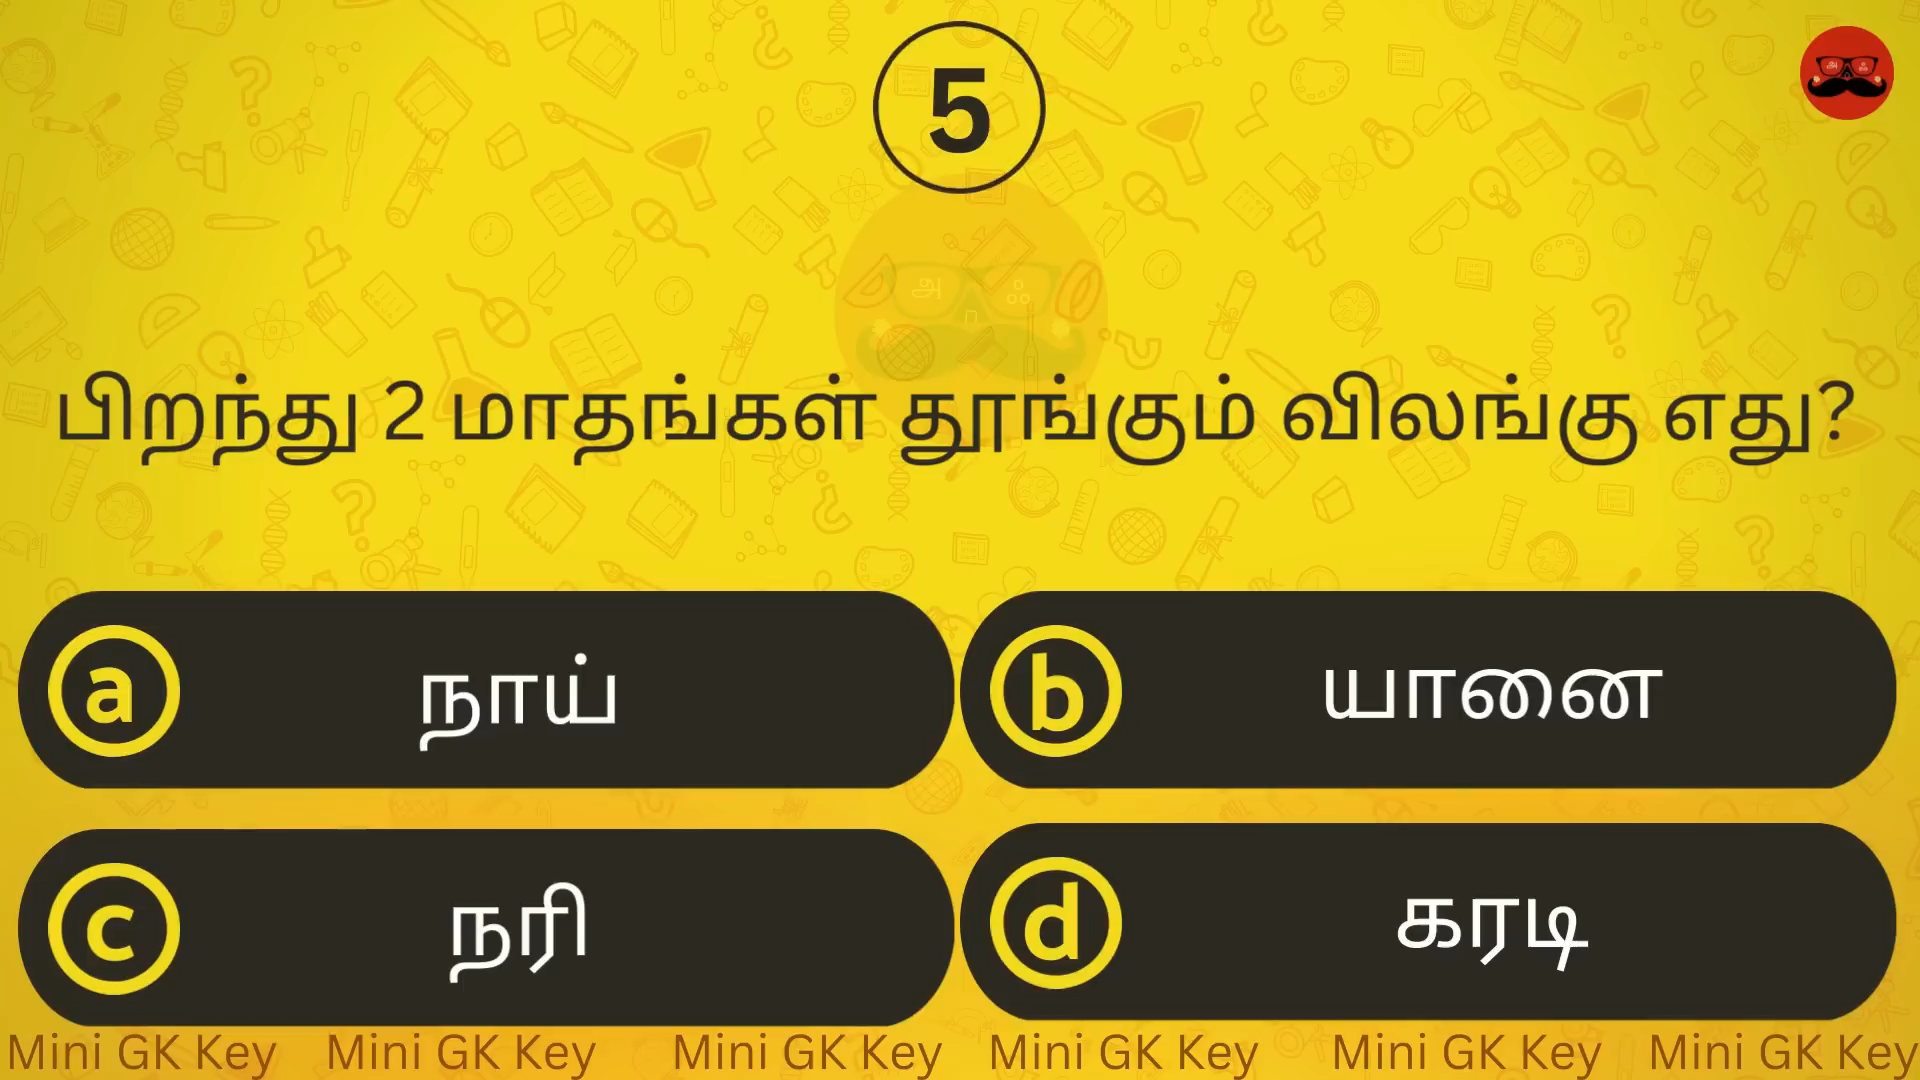 5
பிறந்து 2 மாதங்கள் தூங்கும் விலங்கு எது?
a நாய்
b யானை
c நரி
d கரடி
Mini GK Key Mini GK Key Mini GK Key Mini GK Key Mini GK Key Mini GK Key